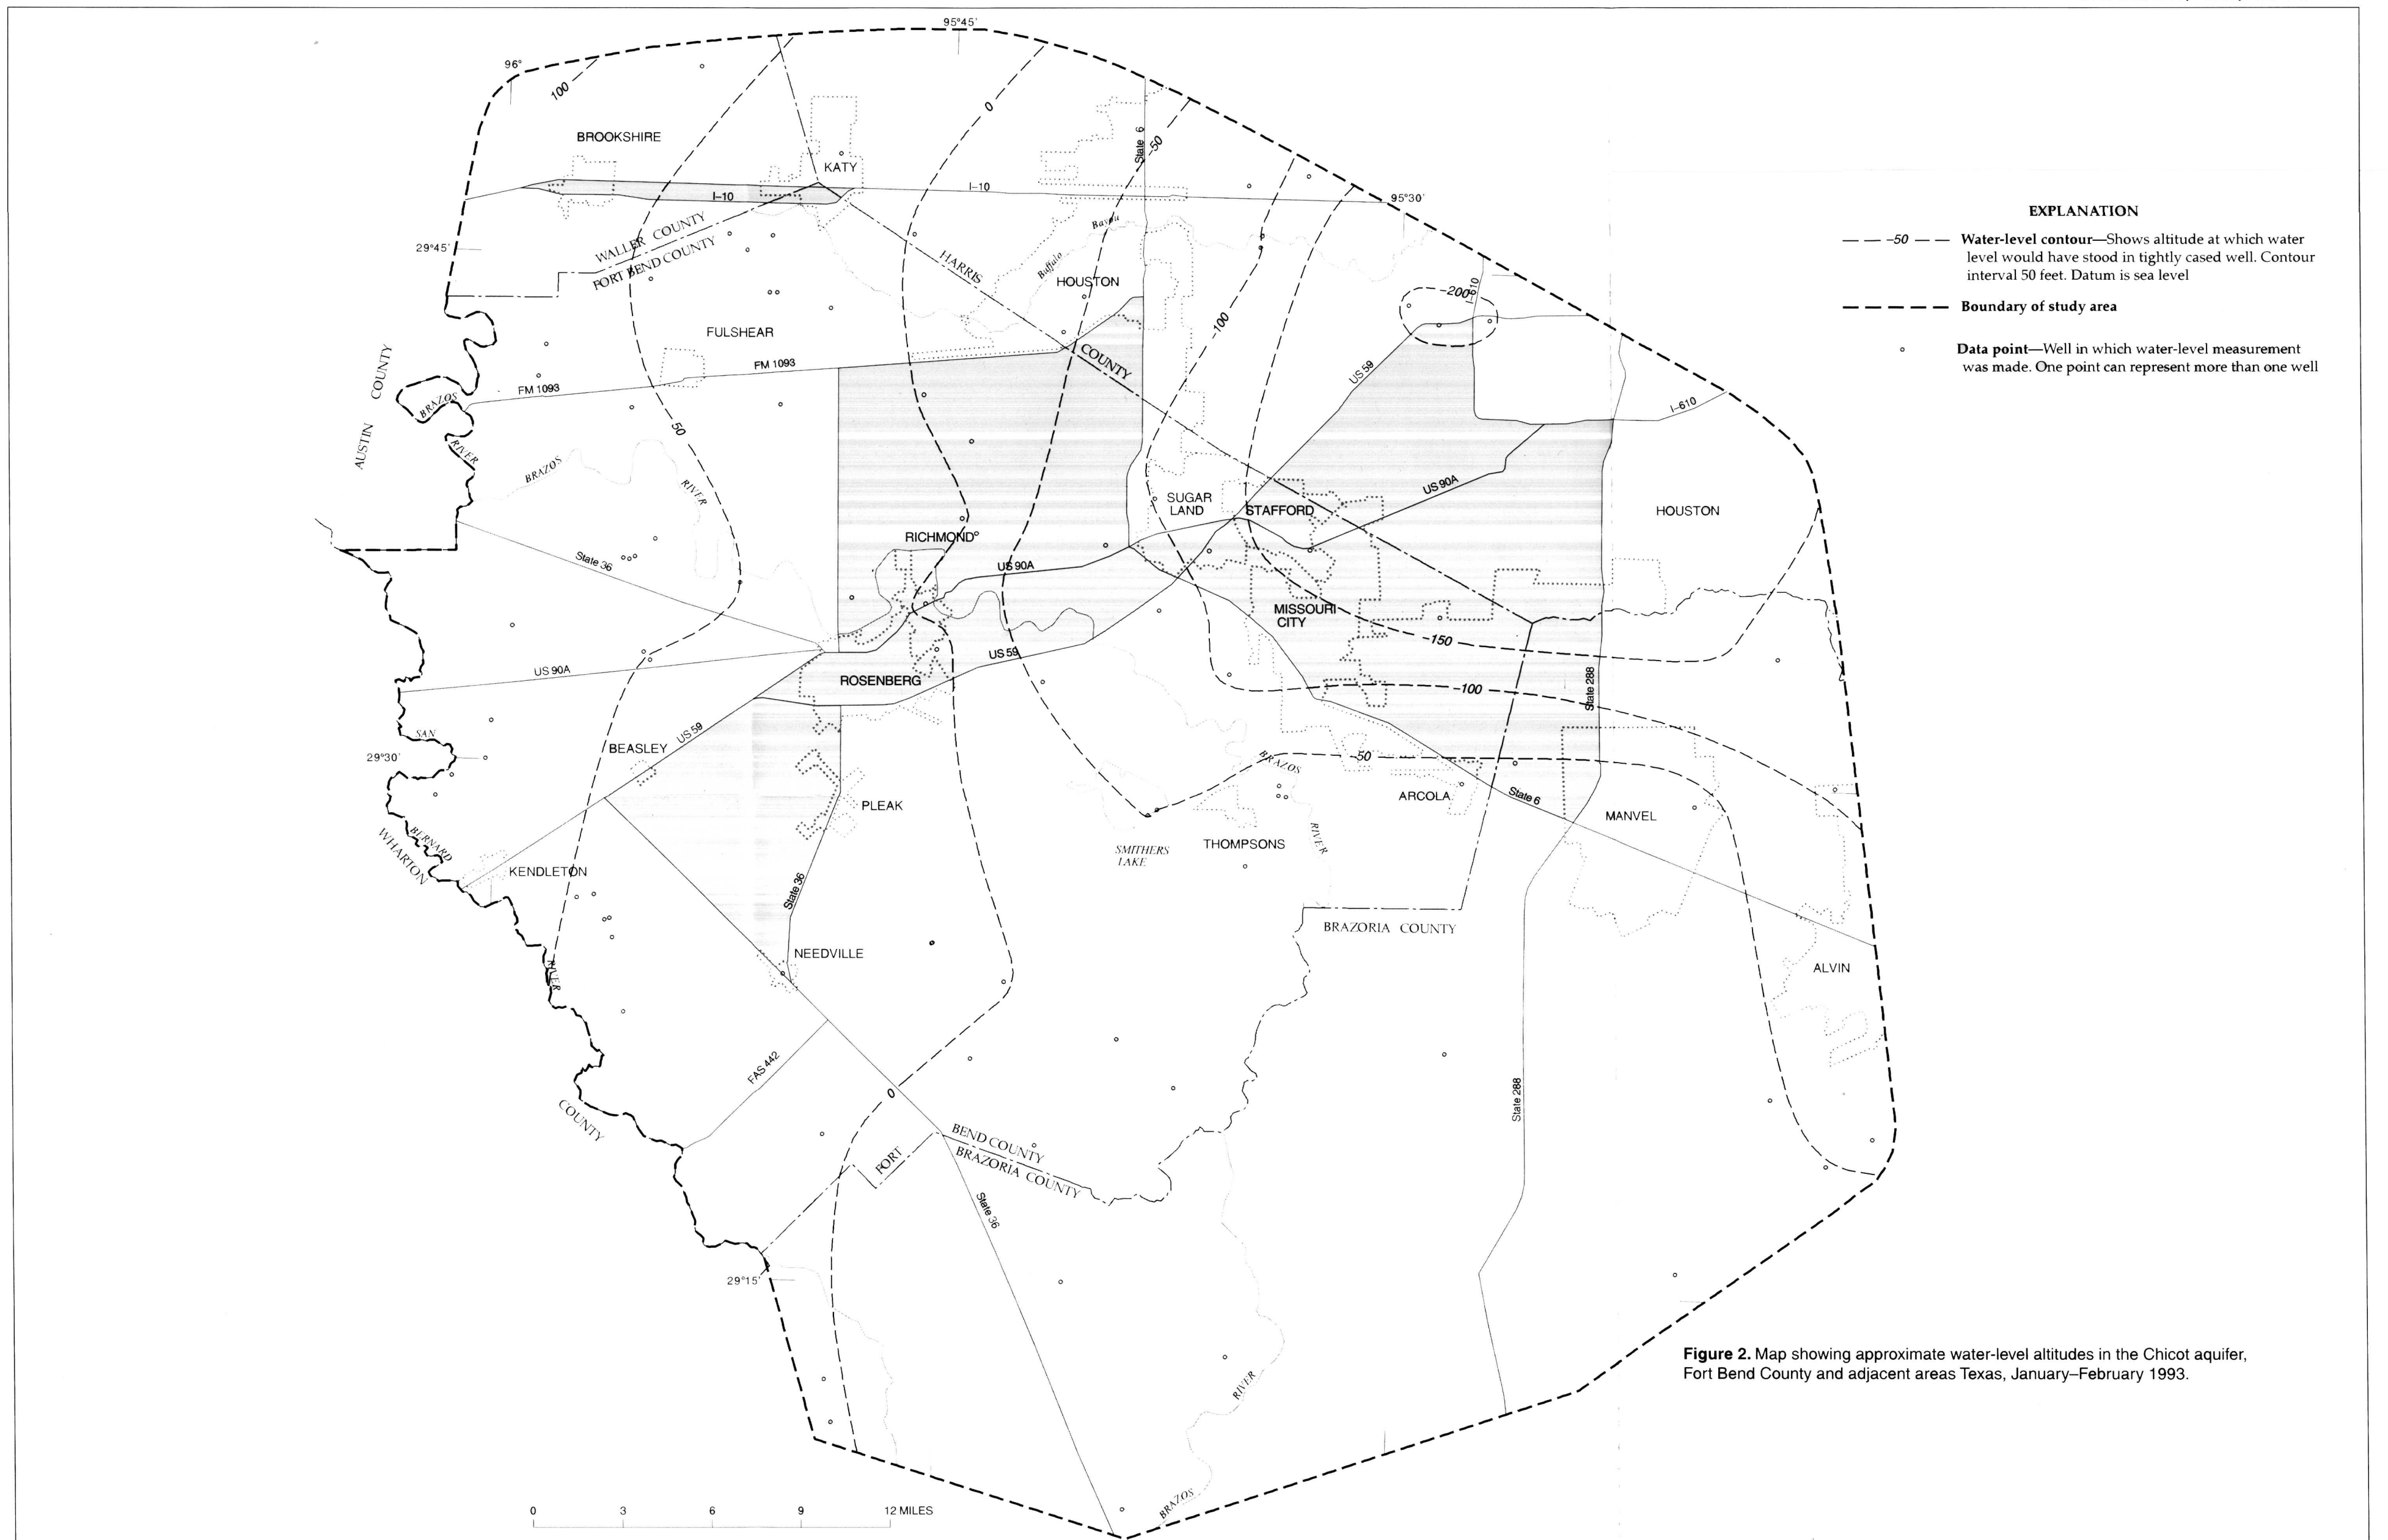 95°45'
96°
100
0
BROOKSHIRE
State 6
-50
KATY
I-10
I-10
95°30'
WALLER COUNTY
FORT BEND COUNTY
29°45'
Buffalo
Bayou
HARRIS
HOUSTON
-200
I-610
-100
FULSHEAR
COUNTY
AUSTIN COUNTY
FM 1093
FM 1093
US 59
BRAZOS
RIVER
I-610
50
BRAZOS
RIVER
US 90A
SUGAR
LAND
STAFFORD
HOUSTON
RICHMOND
State 36
US 90A
MISSOURI
CITY
-150
US 59
US 90A
ROSENBERG
-100
State 288
SAN
BEASLEY
US 59
29°30'
BRAZOS
-50
PLEAK
ARCOLA
State 6
MANVEL
BERNARD
WHARTON
SMITHERS
LAKE
THOMPSONS
RIVER
KENDLETON
State 36
BRAZORIA COUNTY
NEEDVILLE
RIVER
ALVIN
FAS 442
0
COUNTY
State 288
FORT
BEND COUNTY
BRAZORIA COUNTY
State 36
29°15'
RIVER
BRAZOS
0 3 6 9 12 MILES
EXPLANATION
-50
Water-level contour—Shows altitude at which water
level would have stood in tightly cased well. Contour
interval 50 feet. Datum is sea level
Boundary of study area
Data point—Well in which water-level measurement
was made. One point can represent more than one well
Figure 2. Map showing approximate water-level altitudes in the Chicot aquifer,
Fort Bend County and adjacent areas Texas, January–February 1993.